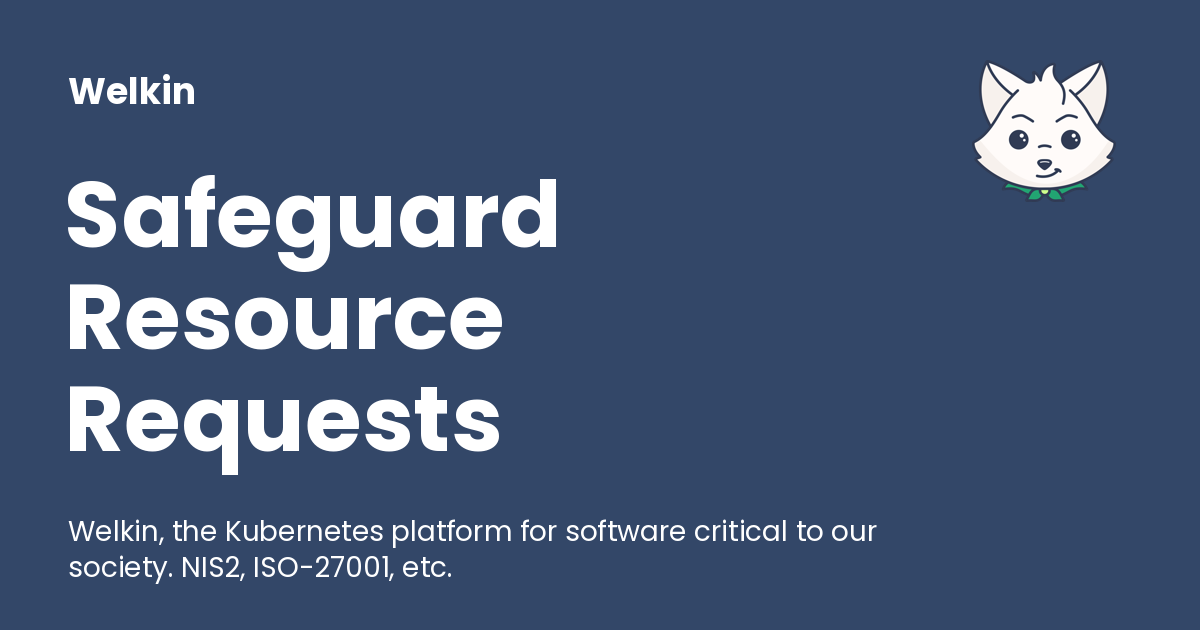 Welkin
Safeguard
Resource
Requests
Welkin, the Kubernetes platform for software critical to our
society. NIS2, ISO-27001, etc.